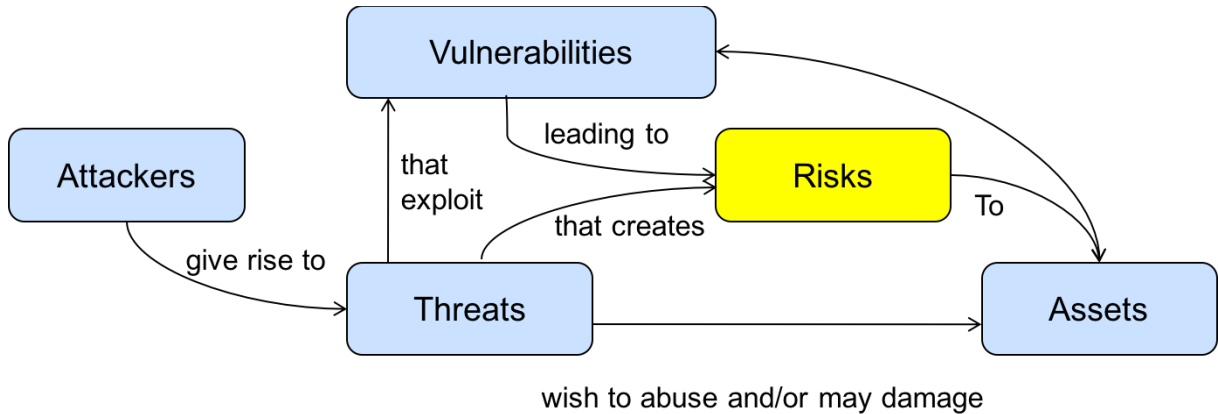 Vulnerabilities
leading to
Attackers
that
exploit
Risks
that creates
To
give rise to
Threats
Assets
wish to abuse and/or may damage